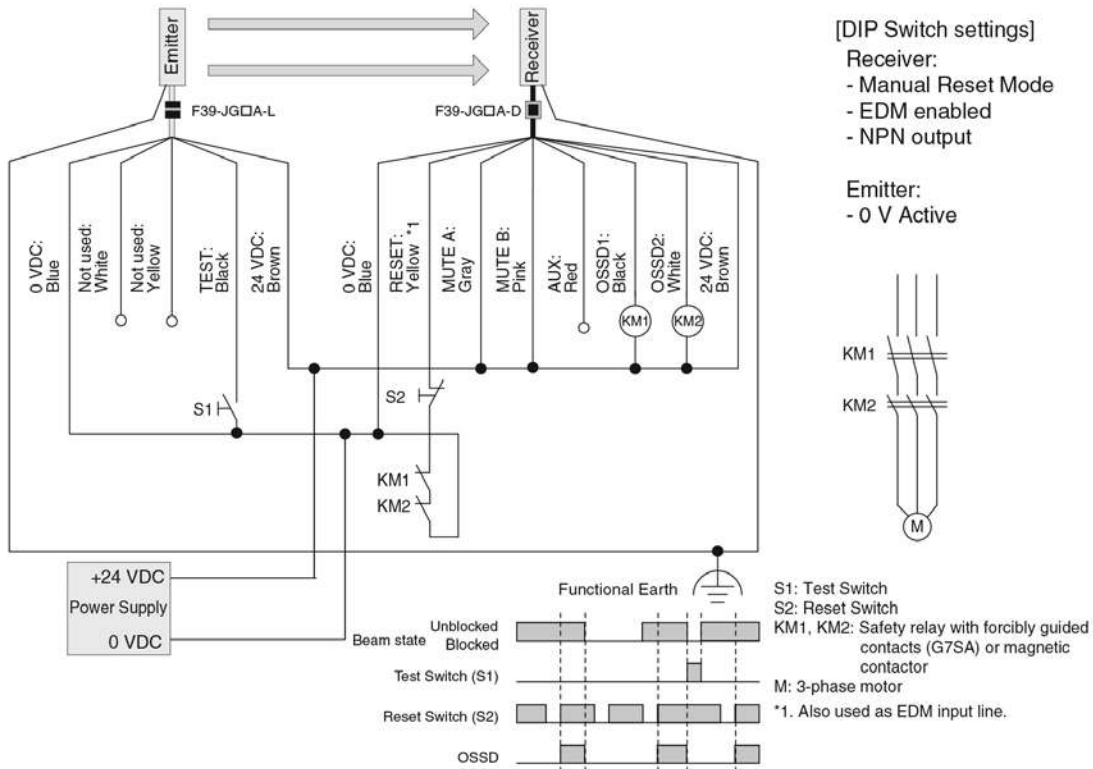 Emitter
Receiver
F39-JG□A-L
F39-JG□A-D
[DIP Switch settings]
Receiver:
- Manual Reset Mode
- EDM enabled
- NPN output
Emitter:
- 0 V Active
0 VDC:
Blue
Not used:
White
Not used:
Yellow
TEST:
Black
24 VDC:
Brown
0 VDC:
Blue
RESET:
Yellow *1
MUTE A:
Gray
MUTE B:
Pink
AUX:
Red
OSSD1:
Black
OSSD2:
White
24 VDC:
Brown
KM1
KM2
S1
S2
KM1
KM2
KM1
KM2
M
+24 VDC
Power Supply
0 VDC
Functional Earth
Beam state
Unblocked
Blocked
Test Switch (S1)
Reset Switch (S2)
OSSD
S1: Test Switch
S2: Reset Switch
KM1, KM2: Safety relay with forcibly guided
contacts (G7SA) or magnetic
contactor
M: 3-phase motor
*1. Also used as EDM input line.